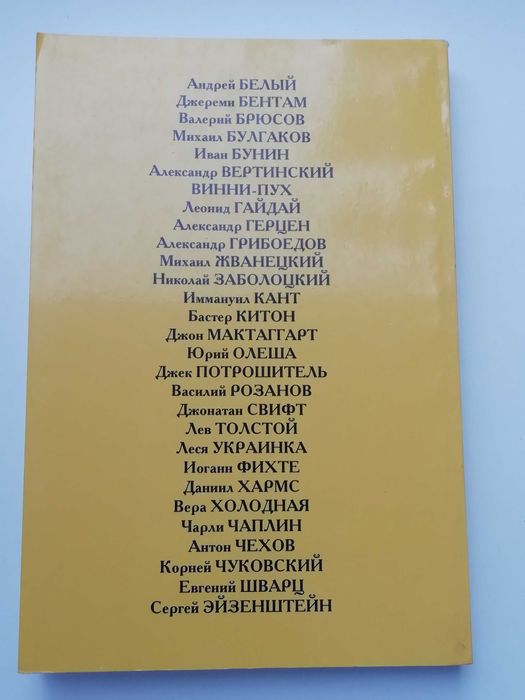 Андрей БЕЛЫЙ
Джереми БЕНТАМ
Валерий БРЮСОВ
Михаил БУЛГАКОВ
Иван БУНИН
Александр ВЕРТИНСКИЙ
ВИННИ-ПУХ
Леонид ГАЙДАЙ
Александр ГЕРЦЕН
Александр ГРИБОЕДОВ
Михаил ЖВАНЕЦКИЙ
Николай ЗАБОЛОЦКИЙ
Иммануил КАНТ
Бастер КИТОН
Джон МАКТАГГАРТ
Юрий ОЛЕША
Джек ПОТРОШИТЕЛЬ
Василий РОЗАНОВ
Джонатан СВИФТ
Лев ТОЛСТОЙ
Леся УКРАИНКА
Иоганн ФИХТЕ
Даниил ХАРМС
Вера ХОЛОДНАЯ
Чарли ЧАПЛИН
Антон ЧЕХОВ
Корней ЧУКОВСКИЙ
Евгений ШВАРЦ
Сергей ЭЙЗЕНШТЕЙН